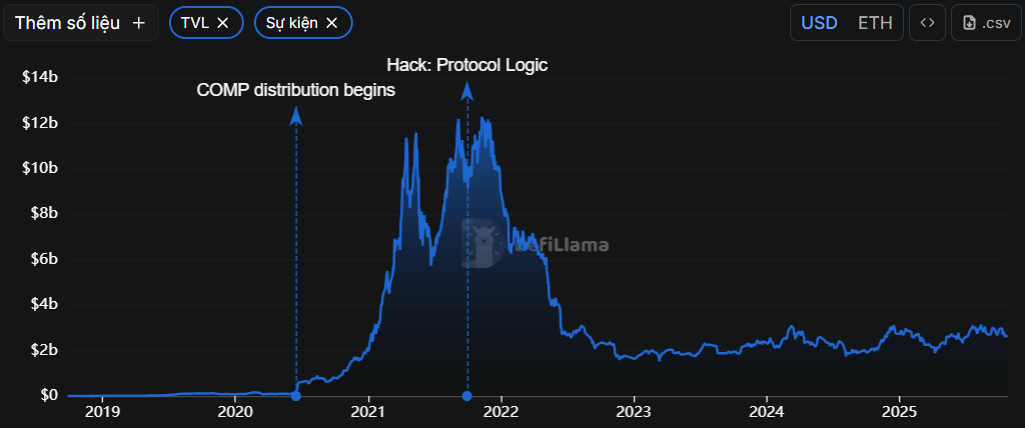 Thêm số liệu +
TVL ×
Sự kiện ×
USD ETH
<> .csv
Hack: Protocol Logic
COMP distribution begins
$14b
$12b
$10b
$8b
$6b
$4b
$2b
$0
DefiLlama
2019 2020 2021 2022 2023 2024 2025